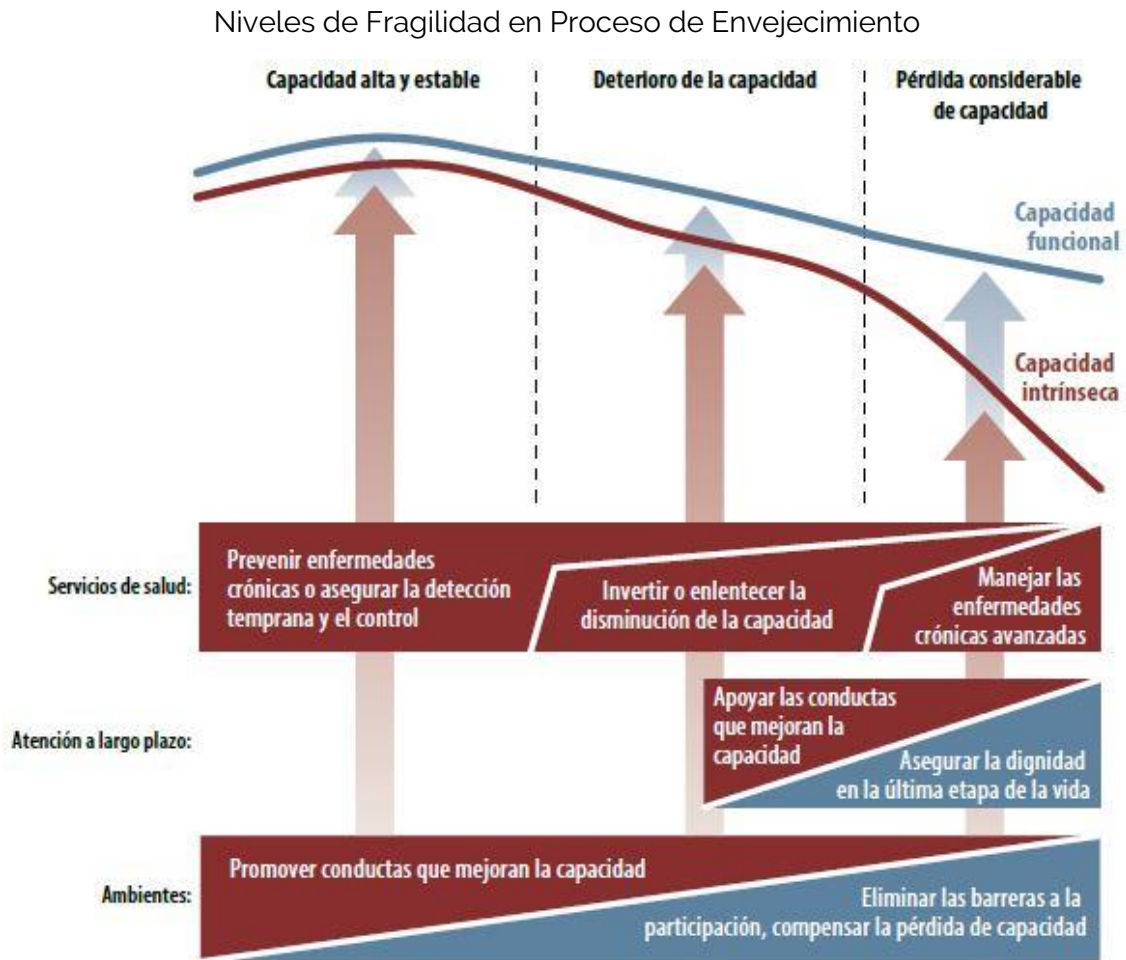 Niveles de Fragilidad en Proceso de Envejecimiento
Capacidad alta y estable
Deterioro de la capacidad
Pérdida considerable
de capacidad
Capacidad
funcional
Capacidad
intrínseca
Servicios de salud:
Prevenir enfermedades
crónicas o asegurar la detección
temprana y el control
Invertir o enlentecer la
disminución de la capacidad
Manejar las
enfermedades
crónicas avanzadas
Atención a largo plazo:
Apoyar las conductas
que mejoran la
capacidad
Asegurar la dignidad
en la última etapa de la vida
Ambientes:
Promover conductas que mejoran la capacidad
Eliminar las barreras a la
participación, compensar la pérdida de capacidad